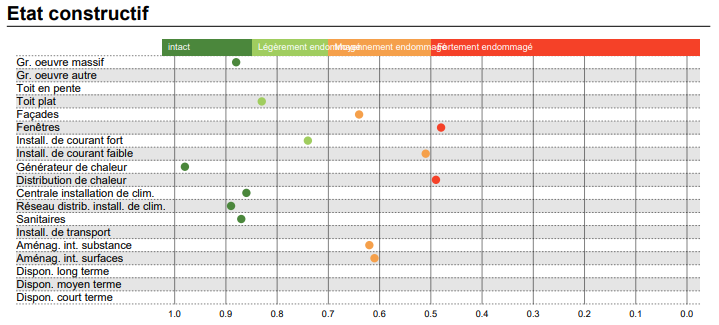 Etat constructif
intact
Légèrement endommagé
Moyennement endommagé
Fortement endommagé
Gr. oeuvre massif
Gr. oeuvre autre
Toit en pente
Toit plat
Façades
Fenêtres
Install. de courant fort
Install. de courant faible
Générateur de chaleur
Distribution de chaleur
Centrale installation de clim.
Réseau distrib. install. de clim.
Sanitaires
Install. de transport
Aménag. int. substance
Aménag. int. surfaces
Dispon. long terme
Dispon. moyen terme
Dispon. court terme
1.0 0.9 0.8 0.7 0.6 0.5 0.4 0.3 0.2 0.1 0.0